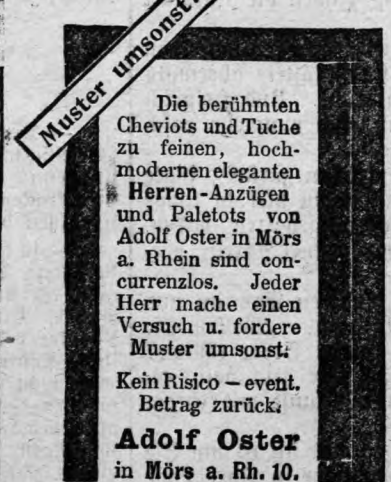 Muster umsonst!
Die berühmten
Cheviots und Tuche
zu feinen, hoch-
modernen eleganten
Herren-Anzügen
und Paletots von
Adolf Oster in Mörs
a. Rhein sind con-
currenzlos. Jeder
Herr mache einen
Versuch u. fordere
Muster umsonst.
Kein Risico — event.
Betrag zurück.
Adolf Oster
in Mörs a. Rh. 10.